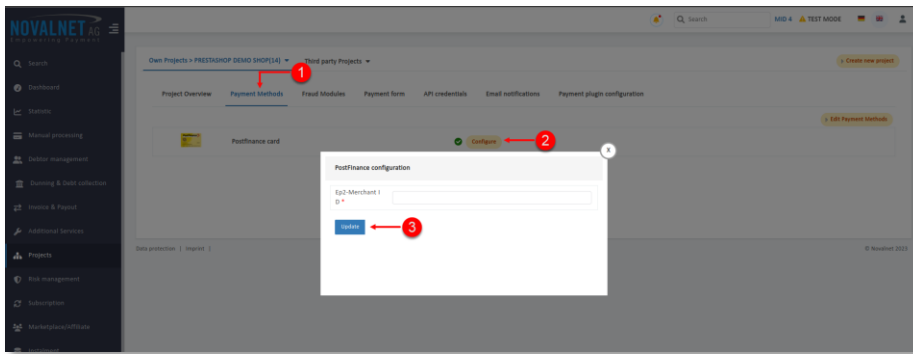 NOVALNET AG
Empowering Payment
Search
MID 4 TEST MODE
Search
Dashboard
Statistic
Manual processing
Debtor management
Dunning & Debt collection
Invoice & Payout
Additional Services
Projects
Risk management
Subscription
Marketplace/Affiliate
Instalment
Own Projects > PRESTASHOP DEMO SHOP(14)
Third party Projects
Create new project
1
Project Overview
Payment Methods
Fraud Modules
Payment form
API credentials
Email notifications
Payment plugin configuration
Edit Payment Methods
Postfinance card
Configure
2
X
PostFinance configuration
Ep2-Merchant I
D *
Update
3
Data protection | Imprint |
© Novalnet 2023